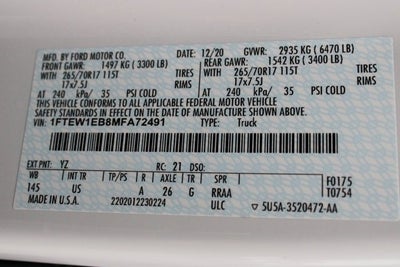 MFD. BY FORD MOTOR CO. 12/20 GVWR: 2935 KG ( 6470 LB)
FRONT GAWR: 1497 KG ( 3300 LB) REAR GAWR: 1542 KG ( 3400 LB)
WITH WITH
265/70R17 115T TIRES 265/70R17 115T TIRES
17x7.5J RIMS 17x7.5J RIMS
AT 240 kPa/ 35 PSI COLD AT 240 kPa/ 35 PSI COLD
THIS VEHICLE CONFORMS TO ALL APPLICABLE FEDERAL MOTOR VEHICLE
SAFETY STANDARDS IN EFFECT ON THE DATE OF MANUFACTURE SHOWN ABOVE.
VIN: 1FTEW1EB8MFA72491 TYPE: Truck
EXT PNT: YZ RC: 21 DSO:
WB INT TR TP/PS R AXLE TR SPR F0175
145 US A 26 G RRAA T0754
MADE IN U.S.A. 2202012230224 ULC 5U5A-3520472-AA